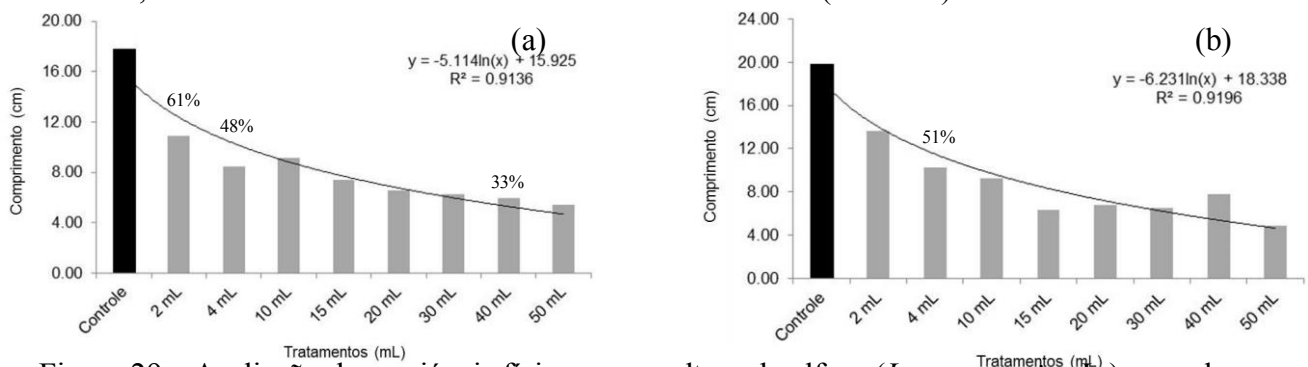 (a)
y = -5.114ln(x) + 15.925
R² = 0.9136
20.00
16.00
12.00
8.00
4.00
0.00
Comprimento (cm)
61%
48%
33%
Controle
2 mL
4 mL
10 mL
15 mL
20 mL
30 mL
40 mL
50 mL
Tratamentos (mL)
(b)
y = -6.231ln(x) + 18.338
R² = 0.9196
24.00
20.00
16.00
12.00
8.00
4.00
0.00
Comprimento (cm)
51%
Controle
2 mL
4 mL
10 mL
15 mL
20 mL
30 mL
40 mL
50 mL
Tratamentos (mL)